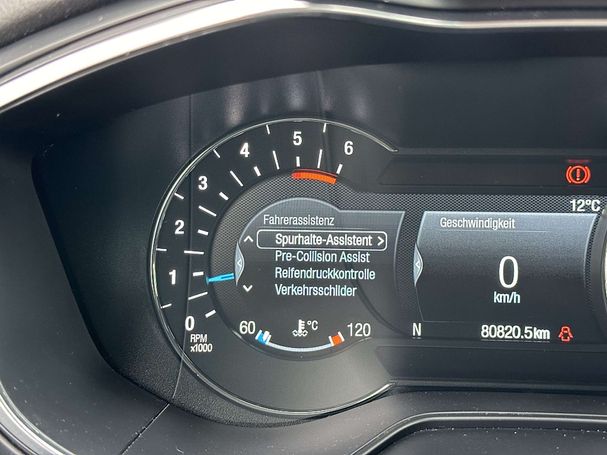 0
1
2
3
4
5
6
RPM
x1000
Fahrerassistenz
Spurhalte-Assistent
Pre-Collision Assist
Reifendruckkontrolle
Verkehrsschilder
60 °C 120
12°C
Geschwindigkeit
0
km/h
N 80820.5km